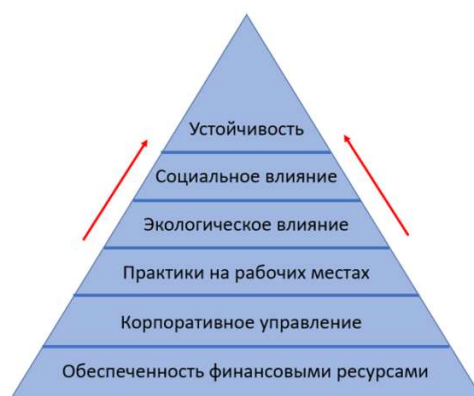 Устойчивость
Социальное влияние
Экологическое влияние
Практики на рабочих местах
Корпоративное управление
Обеспеченность финансовыми ресурсами